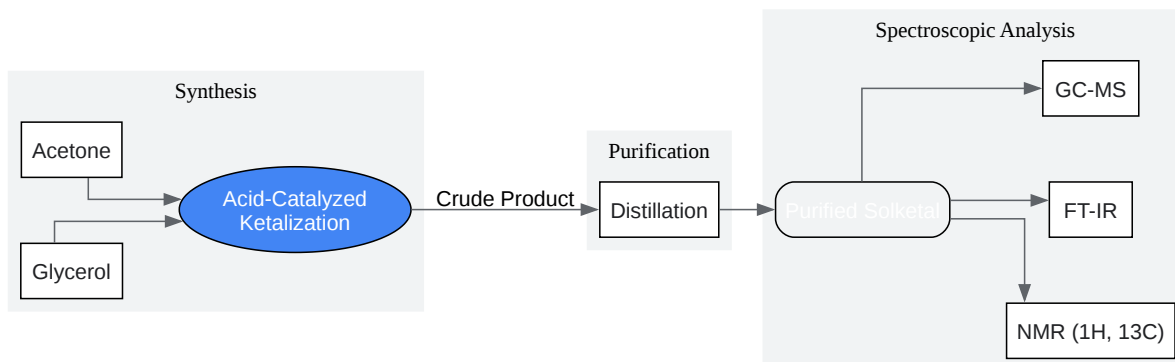 Synthesis
Acetone
Glycerol
Acid-Catalyzed
Ketalization
Crude Product
Purification
Distillation
Spectroscopic Analysis
Purified Solketal
GC-MS
FT-IR
NMR (1H, 13C)